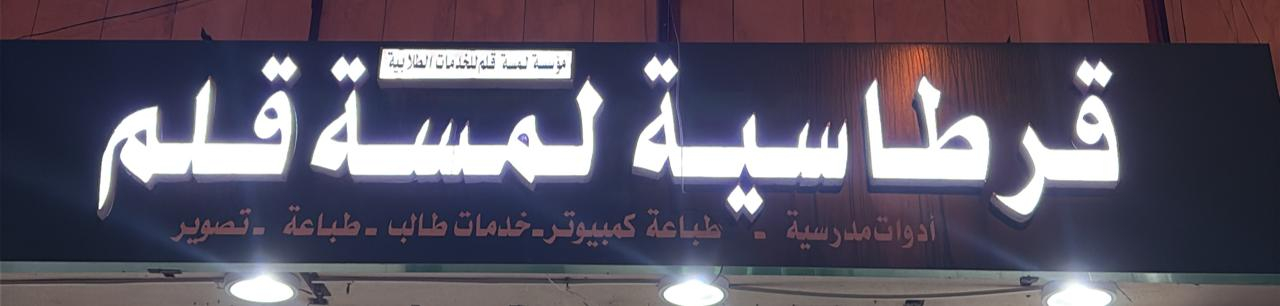 مؤسسة لمسة قلم للخدمات الطلابية
قرطاسية لمسة قلم
أدوات مدرسية - طباعة كمبيوتر - خدمات طالب - طباعة - تصوير